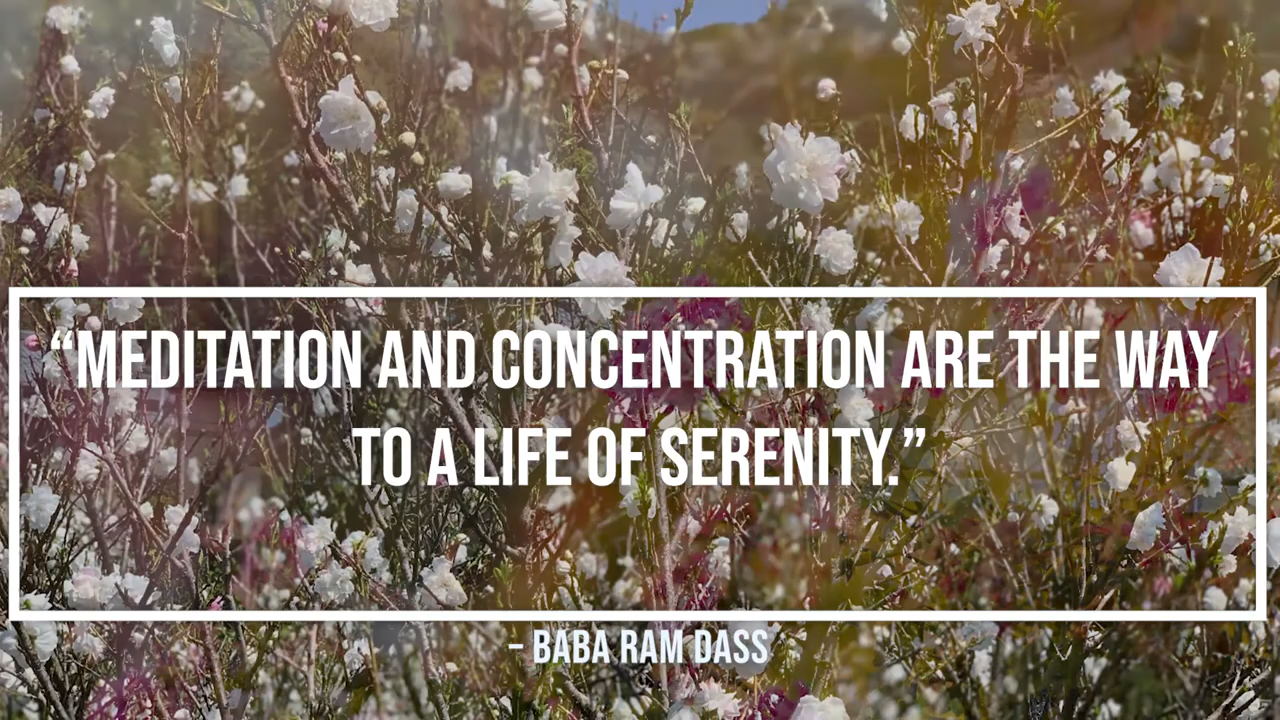 “MEDITATION AND CONCENTRATION ARE THE WAY
TO A LIFE OF SERENITY.”
– BABA RAM DASS